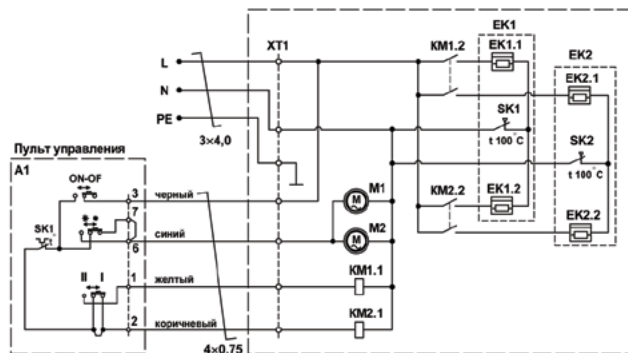 EK1
XT1
KM1.2
EK1.1
EK2
L
EK2.1
N
SK1
t 100 °C
PE
3×4,0
SK2
t 100 °C
Пульт управления
A1
ON-OF
3
черный
M1
KM2.2
EK1.2
7
SK1
t°
синий
M2
EK2.2
6
II I
1
желтый
KM1.1
2
коричневый
KM2.1
4×0,75